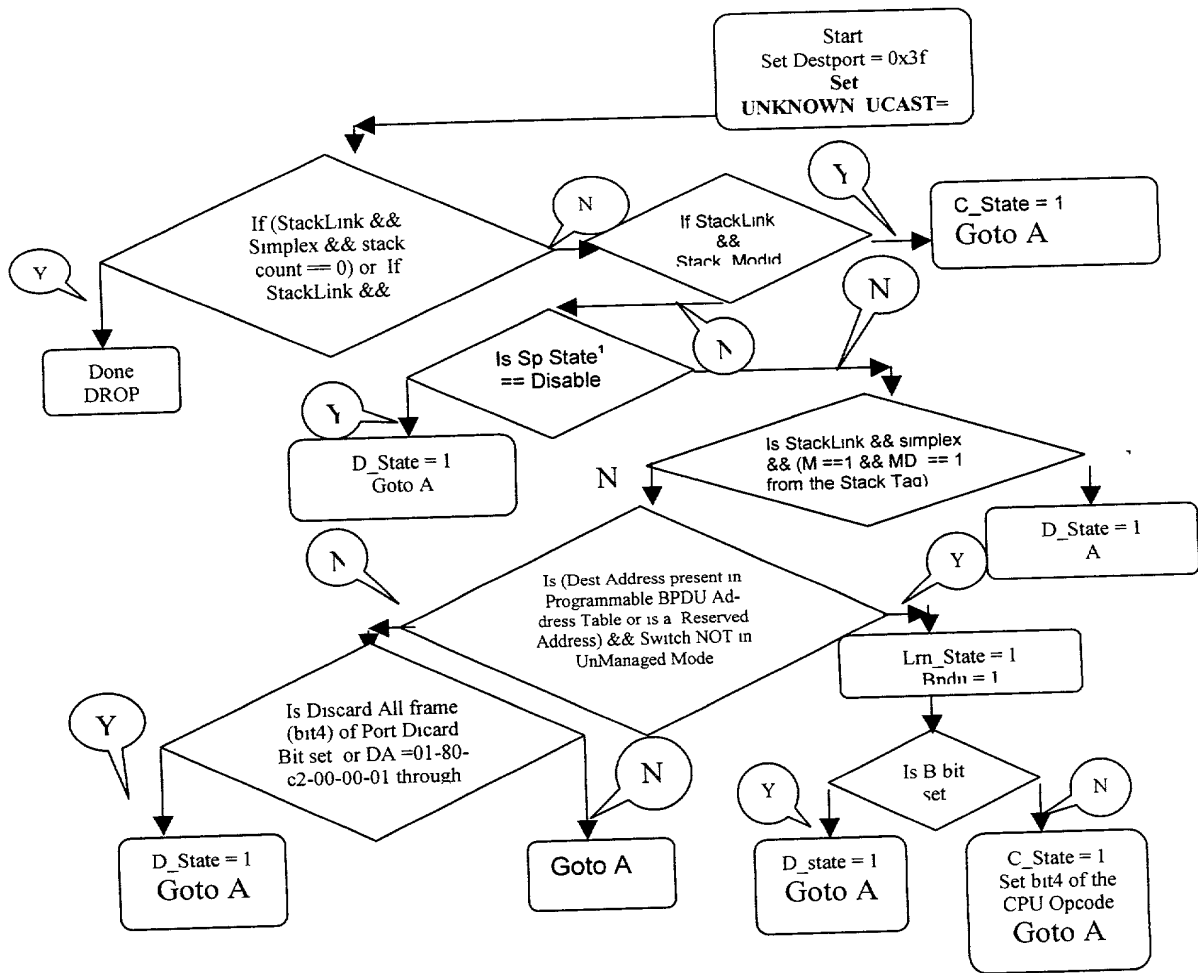 Start
Set Destport = 0x3f
Set
UNKNOWN UCAST=
If (StackLink &&
Simplex && stack
count == 0) or If
StackLink &&
Y
N
If StackLink
&&
Stack Modid
Y
C_State = 1
Goto A
Done
DROP
N
N
Is Sp State¹
== Disable
Y
D_State = 1
Goto A
Is StackLink && simplex
&& (M ==1 && MD == 1
from the Stack Tag)
N
D_State = 1
A
Is (Dest Address present in
Programmable BPDU Ad-
dress Table or is a Reserved
Address) && Switch NOT in
UnManaged Mode
N
Y
Lrn_State = 1
Bpdu = 1
Is Discard All frame
(bit4) of Port Dicard
Bit set or DA =01-80-
c2-00-00-01 through
Y
N
D_State = 1
Goto A
Goto A
Is B bit
set
Y
N
D_state = 1
Goto A
C_State = 1
Set bit4 of the
CPU Opcode
Goto A